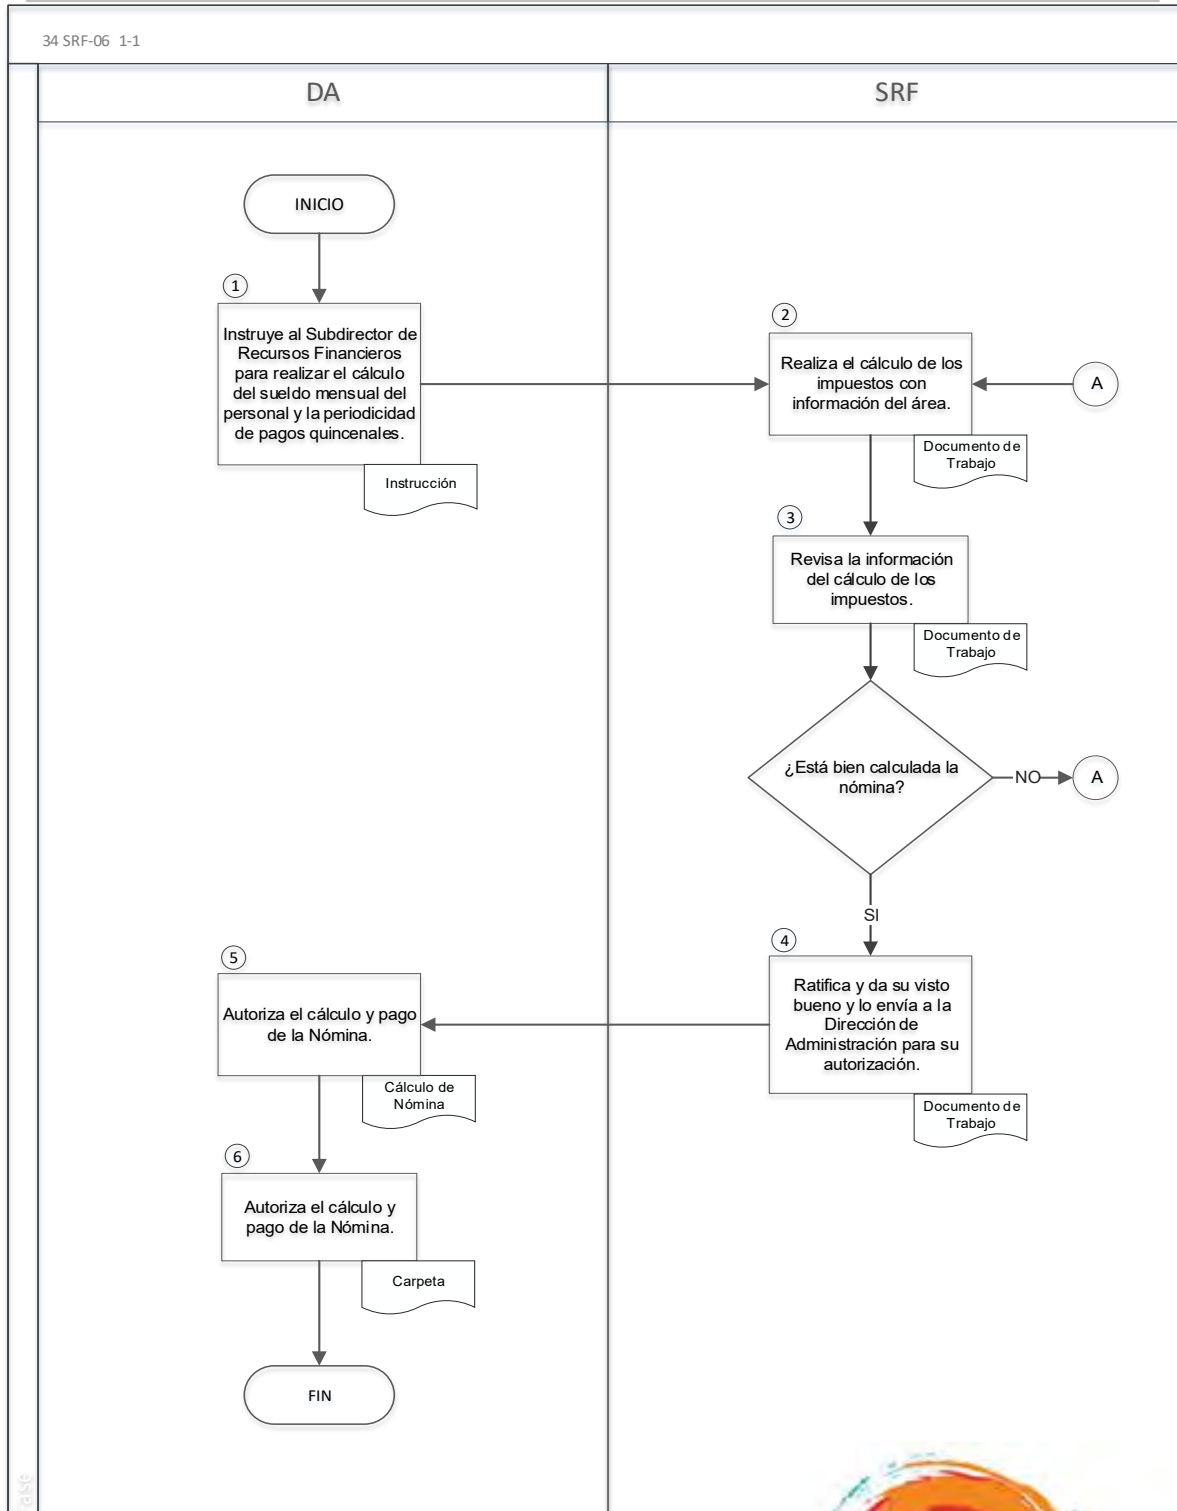 34 SRF-06 1-1
DA
SRF
INICIO
1
Instruye al Subdirector de
Recursos Financieros
para realizar el cálculo
del sueldo mensual del
personal y la periodicidad
de pagos quincenales.
Instrucción
2
Realiza el cálculo de los
impuestos con
información del área.
A
Documento de
Trabajo
3
Revisa la información
del cálculo de los
impuestos.
Documento de
Trabajo
¿Está bien calculada la
nómina?
NO
A
SI
4
Ratifica y da su visto
bueno y lo envía a la
Dirección de
Administración para su
autorización.
Documento de
Trabajo
5
Autoriza el cálculo y pago
de la Nómina.
Cálculo de
Nómina
6
Autoriza el cálculo y
pago de la Nómina.
Carpeta
FIN